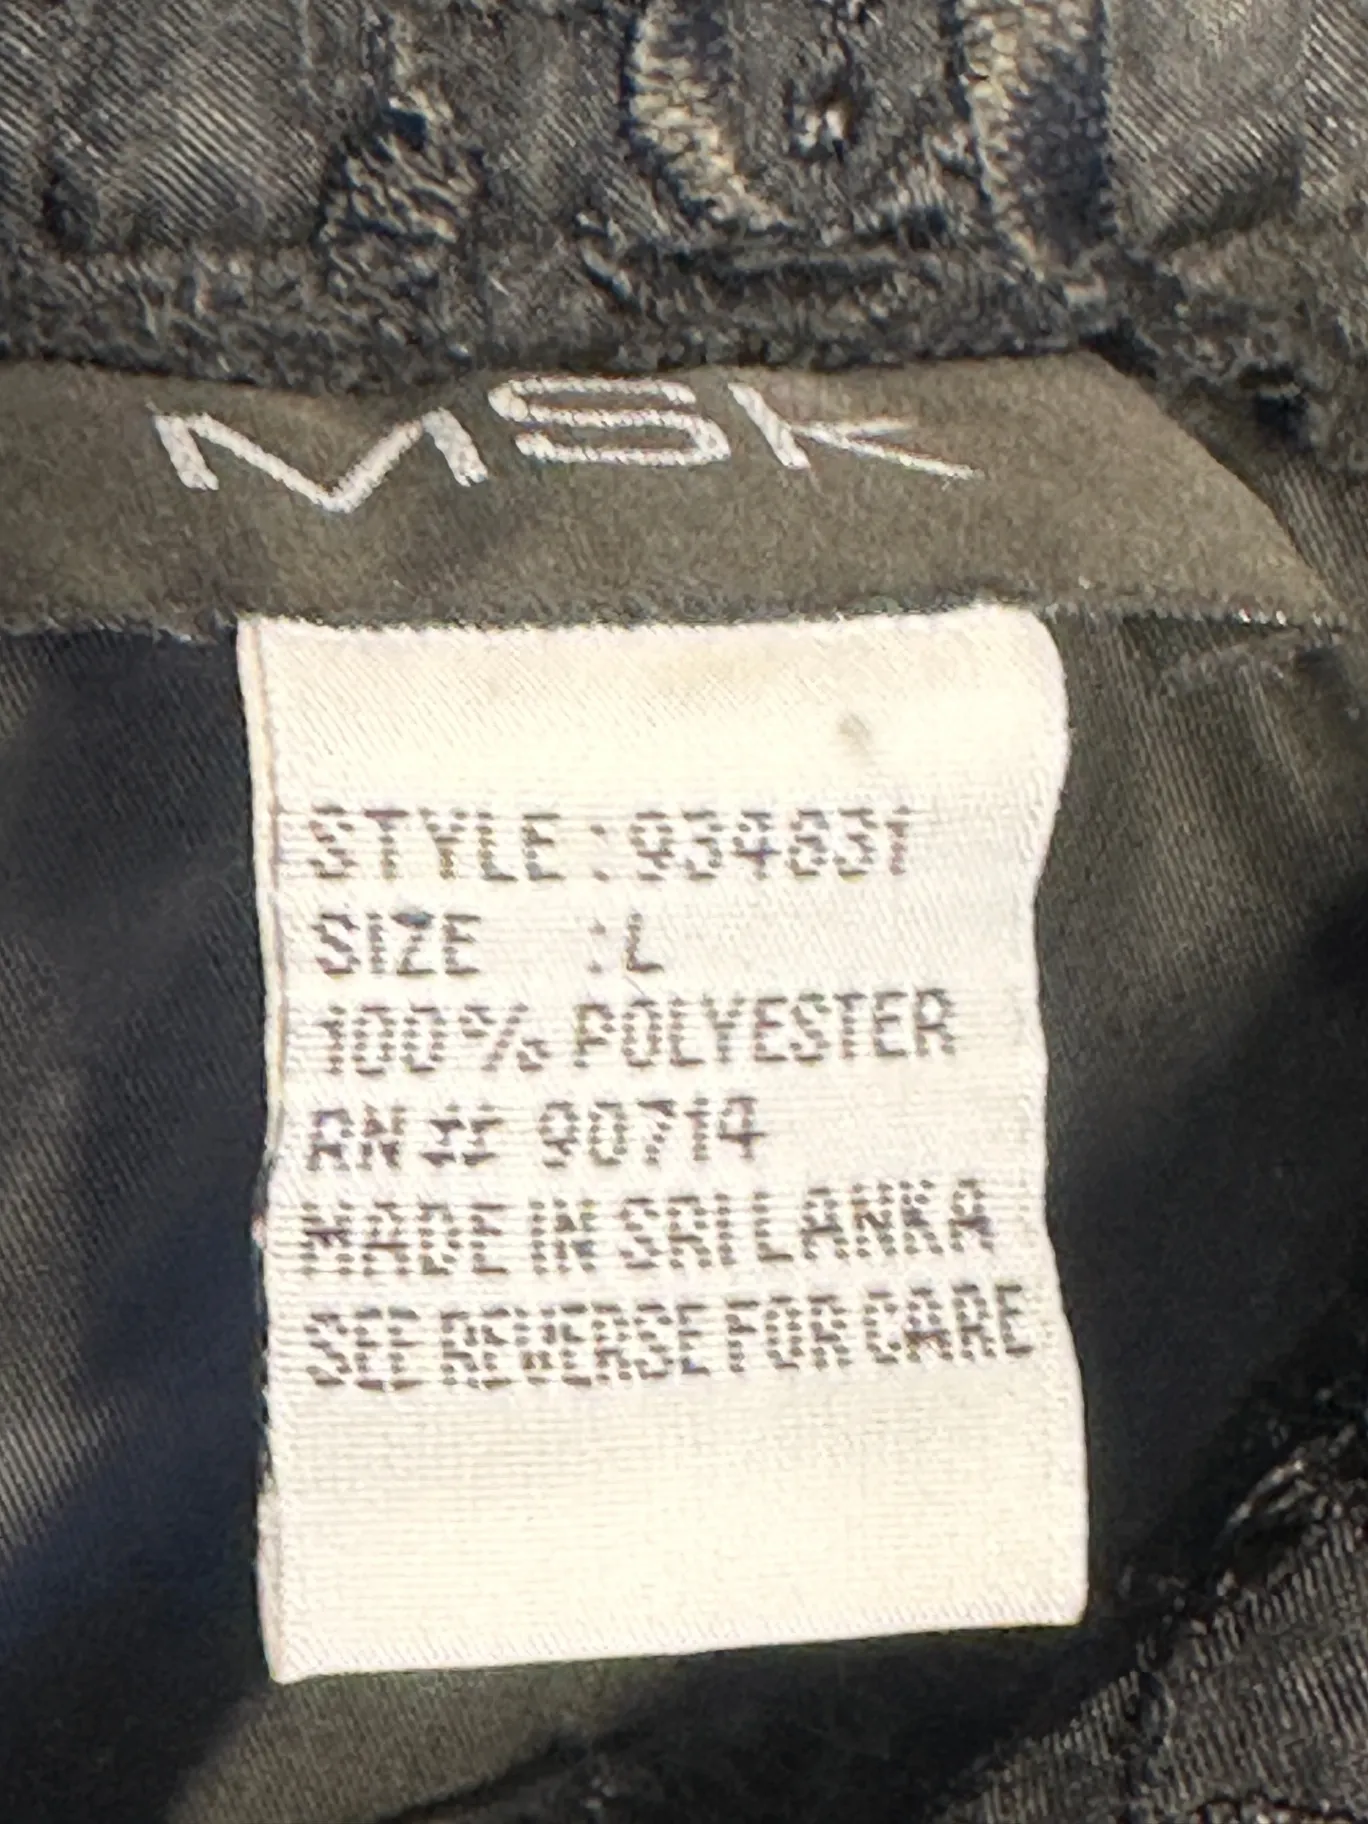 MSK
STYLE : 934831
SIZE : L
100% POLYESTER
RN # 90714
MADE IN SRI LANKA
SEE REVERSE FOR CARE